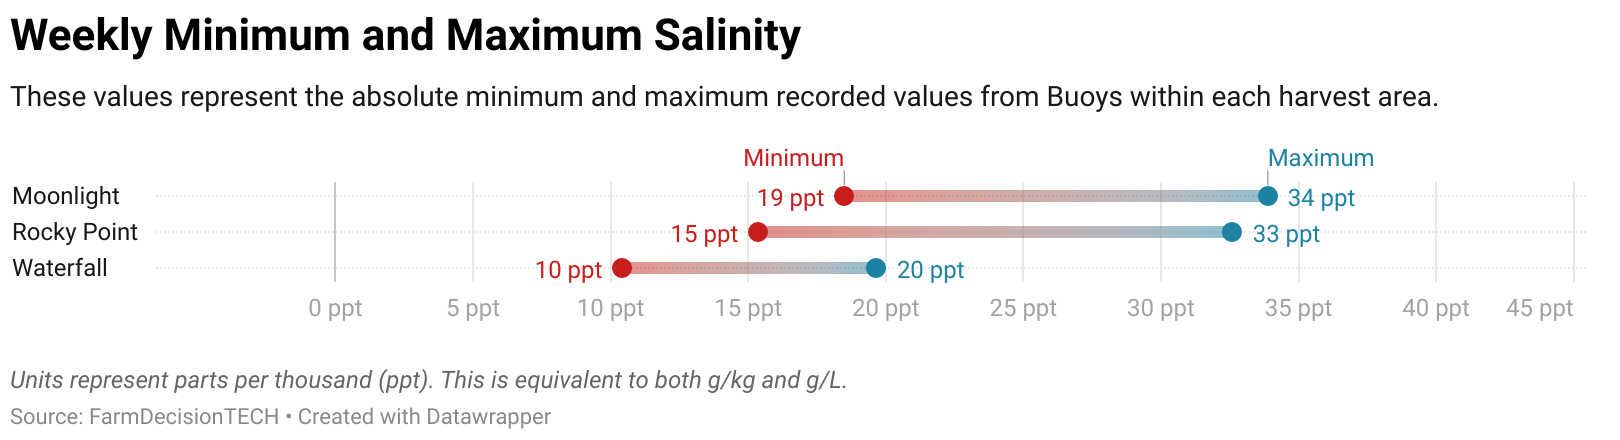 Weekly Minimum and Maximum Salinity
These values represent the absolute minimum and maximum recorded values from Buoys within each harvest area.
Minimum Maximum
Moonlight 19 ppt 34 ppt
Rocky Point 15 ppt 33 ppt
Waterfall 10 ppt 20 ppt
0 ppt 5 ppt 10 ppt 15 ppt 20 ppt 25 ppt 30 ppt 35 ppt 40 ppt 45 ppt
Units represent parts per thousand (ppt). This is equivalent to both g/kg and g/L.
Source: FarmDecisionTECH • Created with Datawrapper